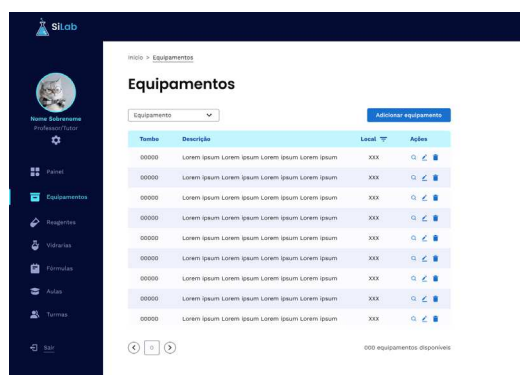 SiLab
Nome Sobrenome
Professor/Tutor
Painel
Equipamentos
Reagentes
Vidrarias
Fórmulas
Aulas
Turmas
Sair
Início > Equipamentos
Equipamentos
Equipamento
Adicionar equipamento
Tombo Descrição Local Ações
00000 Lorem ipsum Lorem ipsum Lorem ipsum Lorem ipsum XXX
00000 Lorem ipsum Lorem ipsum Lorem ipsum Lorem ipsum XXX
00000 Lorem ipsum Lorem ipsum Lorem ipsum Lorem ipsum XXX
00000 Lorem ipsum Lorem ipsum Lorem ipsum Lorem ipsum XXX
00000 Lorem ipsum Lorem ipsum Lorem ipsum Lorem ipsum XXX
00000 Lorem ipsum Lorem ipsum Lorem ipsum Lorem ipsum XXX
00000 Lorem ipsum Lorem ipsum Lorem ipsum Lorem ipsum XXX
00000 Lorem ipsum Lorem ipsum Lorem ipsum Lorem ipsum XXX
00000 Lorem ipsum Lorem ipsum Lorem ipsum Lorem ipsum XXX
0
000 equipamentos disponíveis